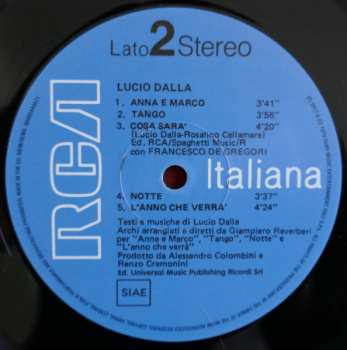 Lato 2 Stereo
LUCIO DALLA
1. ANNA E MARCO 3'41"
2. TANGO 3'56"
3. COSA SARA' 4'20"
(Lucio Dalla-Rosalino Cellamare)
Ed. RCA/Spaghetti Music/R
con FRANCESCO DE GREGORI
RCA
Italiana
4. NOTTE 3'37"
5. L'ANNO CHE VERRA' 4'24"
Testi e musiche di Lucio Dalla
Archi arrangiati e diretti da Giampiero Reverberi
per "Anna e Marco", "Tango", "Notte" e
"L'anno che verrà"
Prodotto da Alessandro Colombini e
Renzo Cremonini
Ed. Universal Music Publishing Ricordi Srl
SIAE